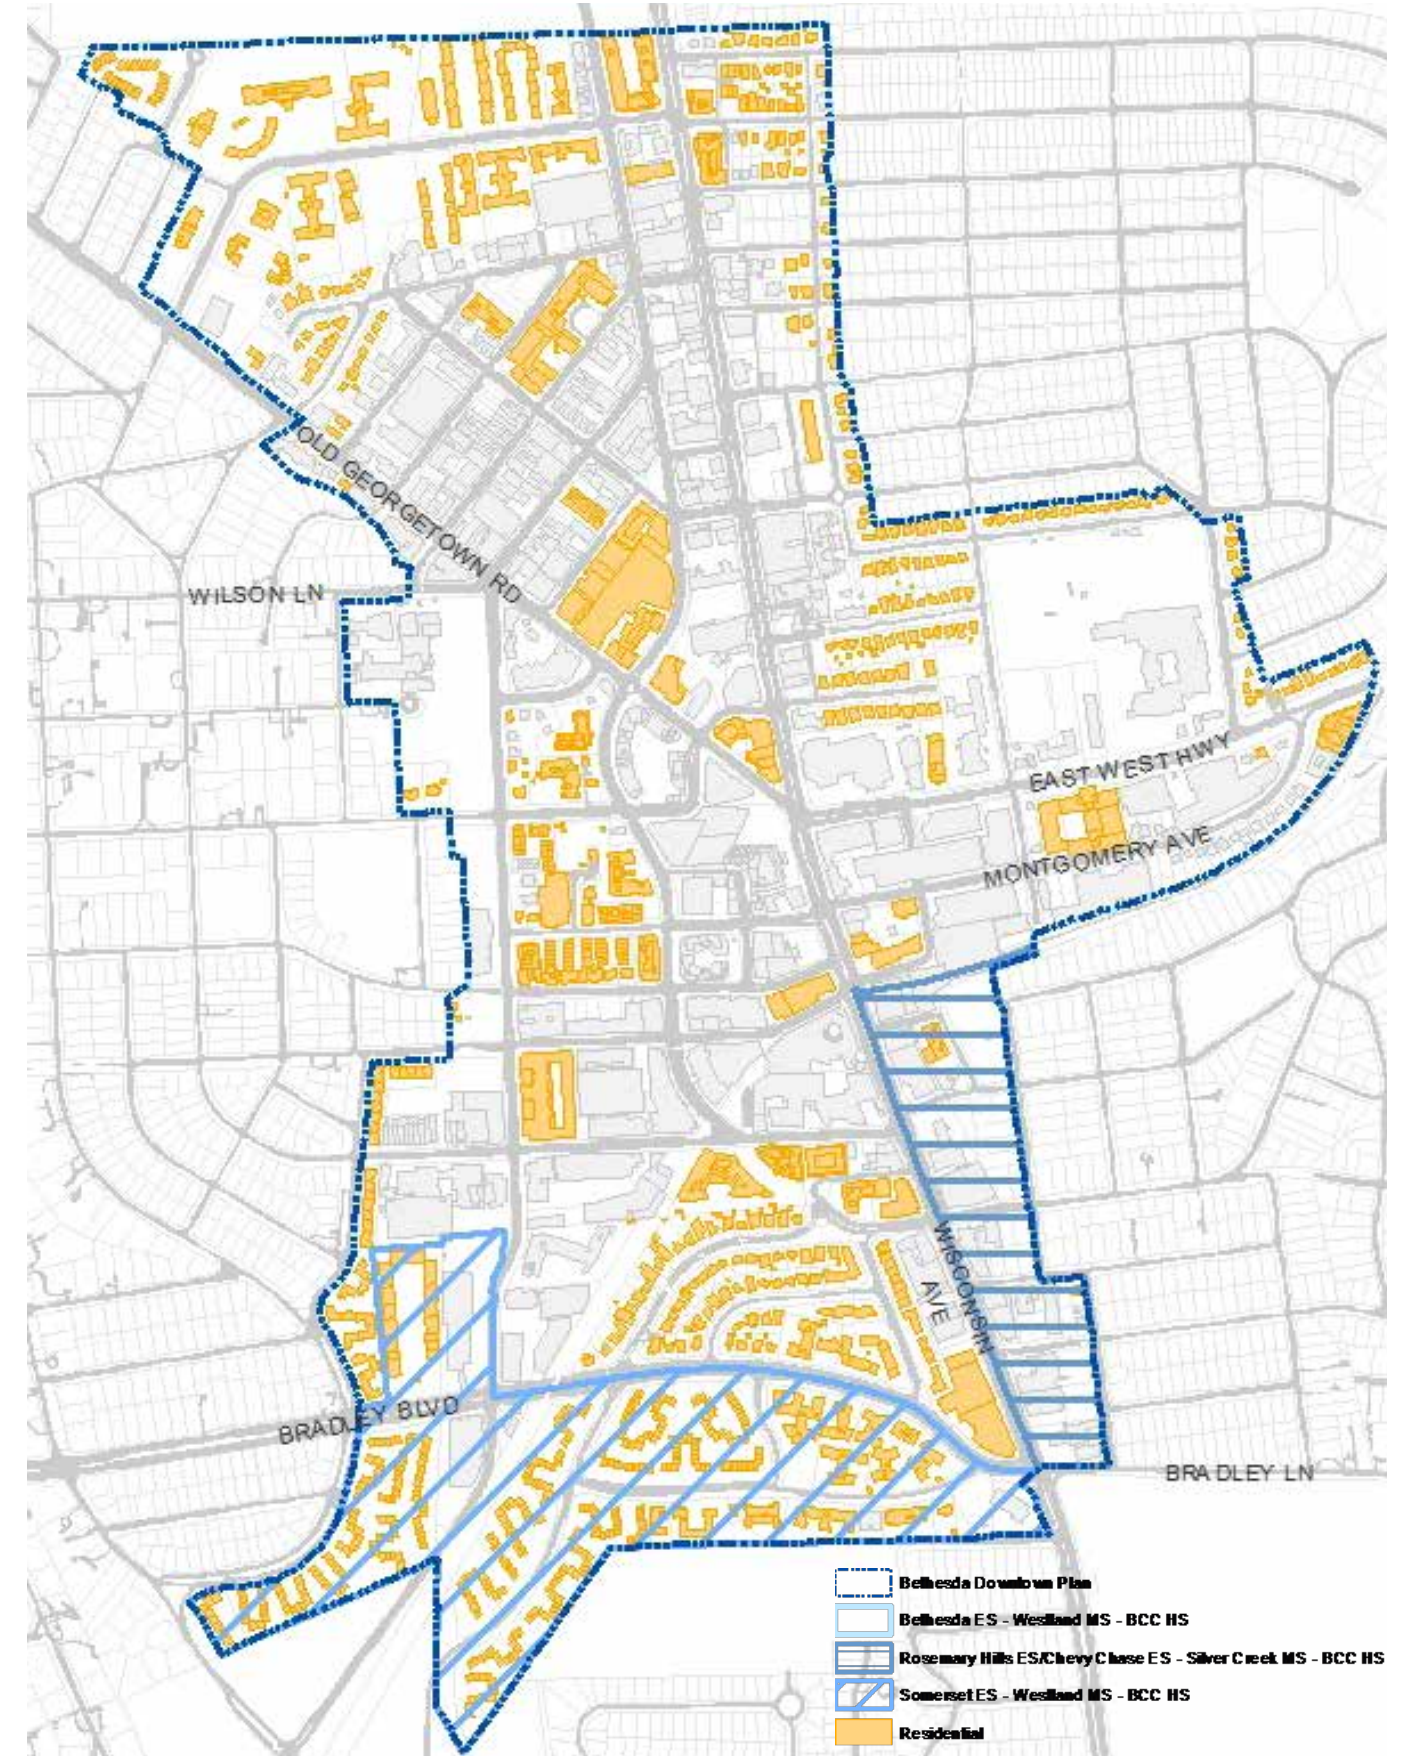 OLD GEORGETOWN RD
WILSON LN
EAST WEST HWY
MONTGOMERY AVE
WISCONSIN
AVE
BRADLEY BLVD
BRADLEY LN
Bethesda Downtown Plan
Bethesda ES - Westland MS - BCC HS
Rosemary Hills ES/Chevy Chase ES - Silver Creek MS - BCC HS
Somerset ES - Westland MS - BCC HS
Residential